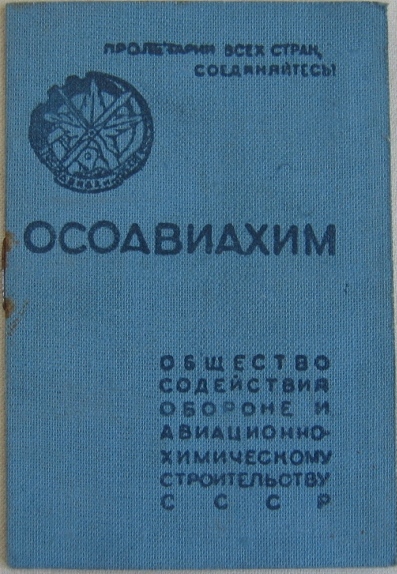 ПРОЛЕТАРИИ ВСЕХ СТРАН,
СОЕДИНЯЙТЕСЬ!
ОСОАВИАХИМ
ОБЩЕСТВО
СОДЕЙСТВИЯ
ОБОРОНЕ И
АВИАЦИОННО-
ХИМИЧЕСКОМУ
СТРОИТЕЛЬСТВУ
С С С Р